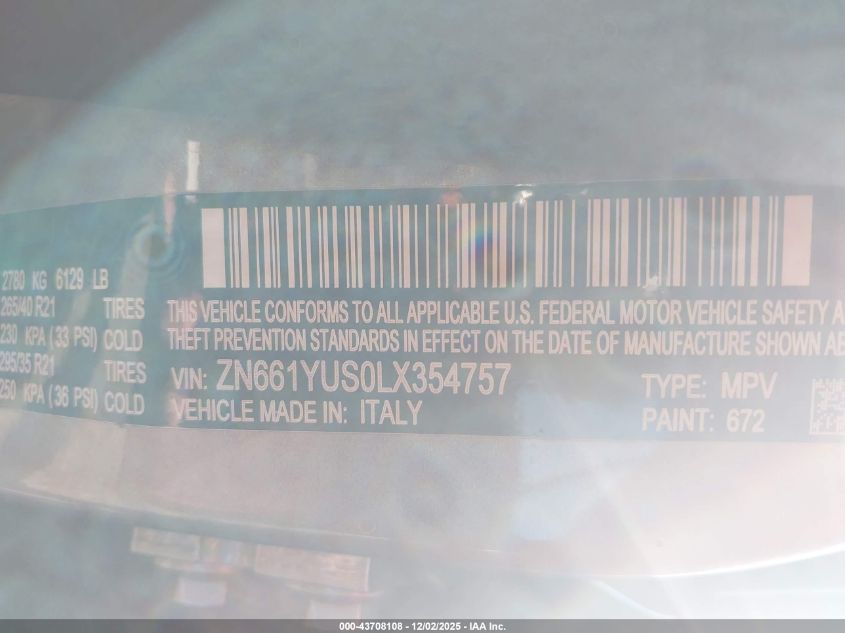 2780 KG 6129 LB
265/40 R21 TIRES
230 KPA (33 PSI) COLD
295/35 R21 TIRES
250 KPA (36 PSI) COLD
THIS VEHICLE CONFORMS TO ALL APPLICABLE U.S. FEDERAL MOTOR VEHICLE SAFETY A
THEFT PREVENTION STANDARDS IN EFFECT ON THE DATE OF MANUFACTURE SHOWN AB
VIN: ZN661YUS0LX354757
VEHICLE MADE IN: ITALY
TYPE: MPV
PAINT: 672
000-43708108 - 12/02/2025 - IAA Inc.